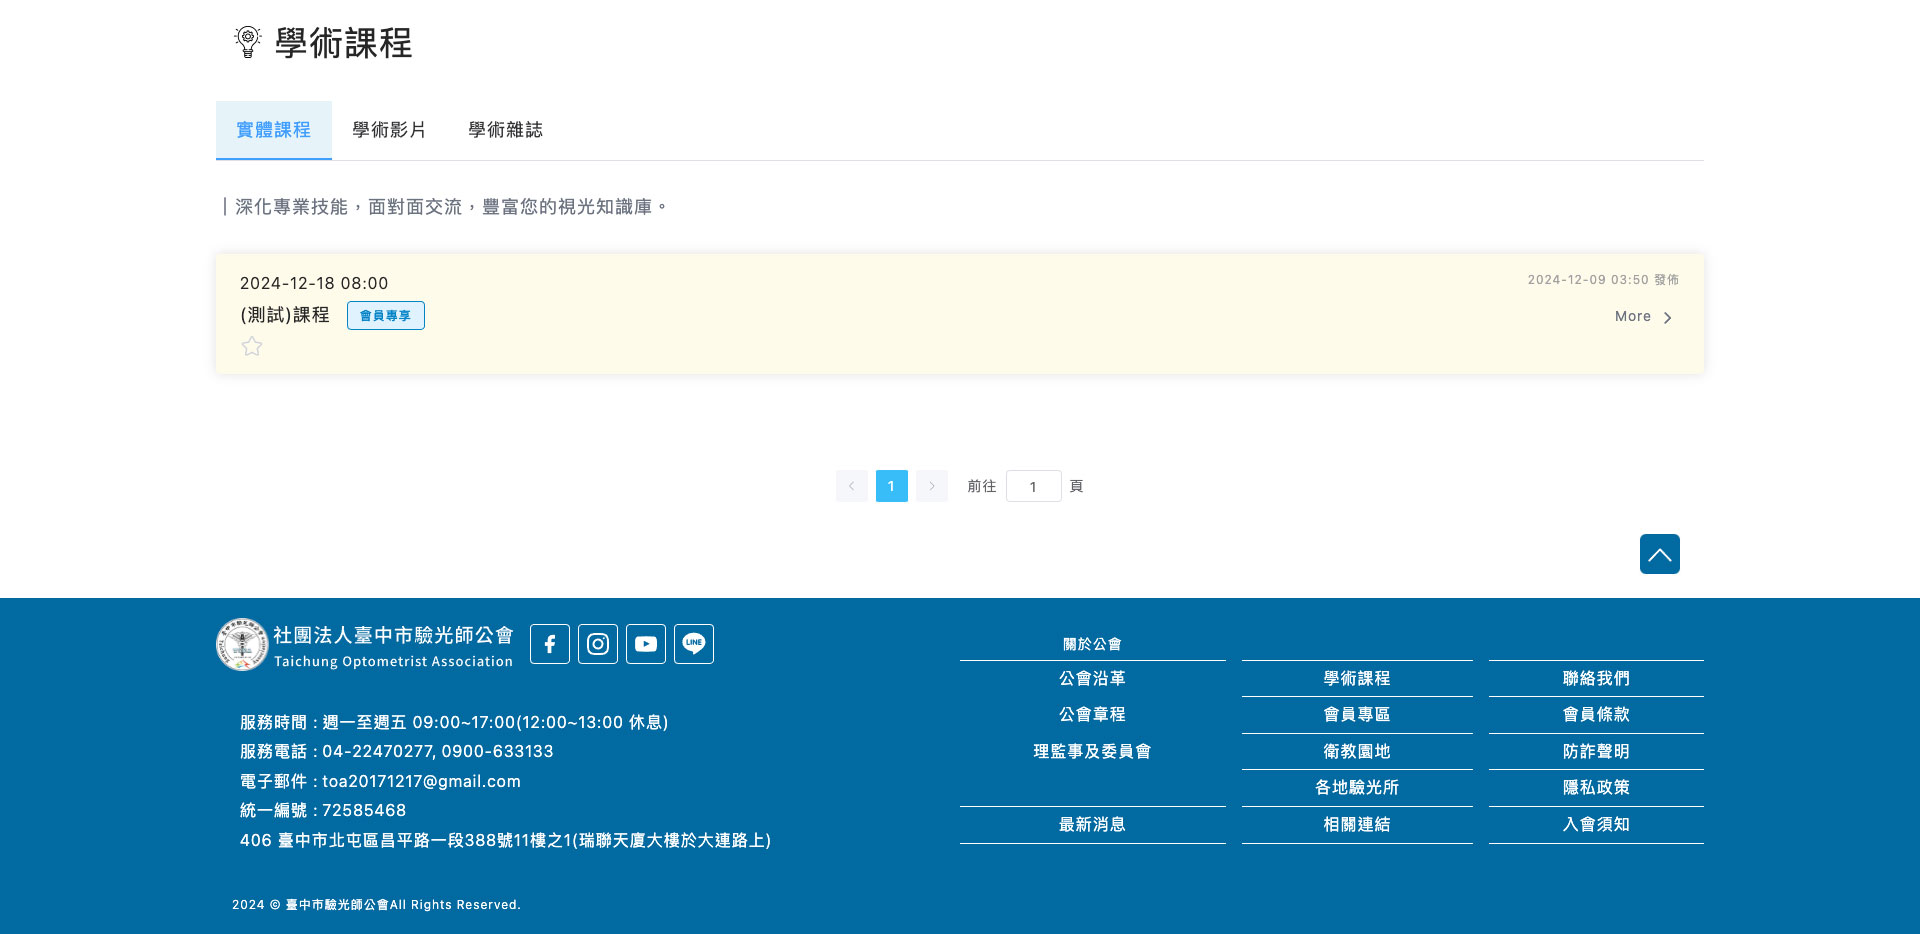 學術課程
實體課程 學術影片 學術雜誌
| 深化專業技能，面對面交流，豐富您的視光知識庫。
2024-12-18 08:00
2024-12-09 03:50 發佈
(測試)課程 會員專享
More
1 前往 1 頁
社團法人臺中市驗光師公會
Taichung Optometrist Association
LINE
服務時間 : 週一至週五 09:00~17:00(12:00~13:00 休息)
服務電話 : 04-22470277, 0900-633133
電子郵件 : toa20171217@gmail.com
統一編號 : 72585468
406 臺中市北屯區昌平路一段388號11樓之1(瑞聯天廈大樓於大連路上)
關於公會
公會沿革
公會章程
理監事及委員會
最新消息
學術課程
會員專區
衛教園地
各地驗光所
相關連結
聯絡我們
會員條款
防詐聲明
隱私政策
入會須知
2024 © 臺中市驗光師公會All Rights Reserved.